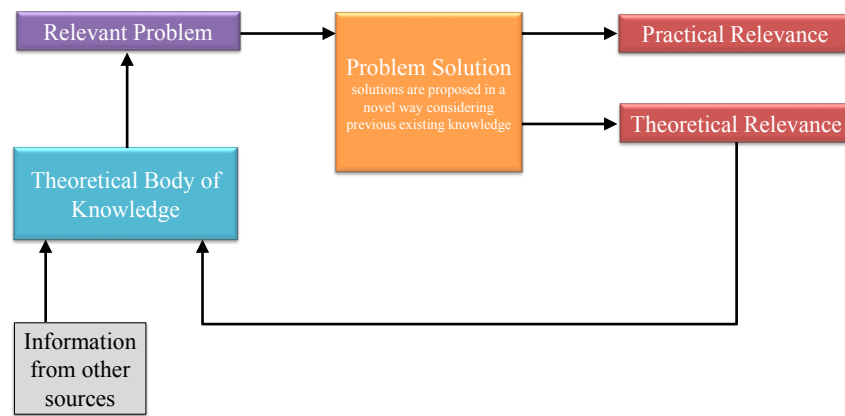 Relevant Problem
Problem Solution
solutions are proposed in a
novel way considering
previous existing knowledge
Practical Relevance
Theoretical Relevance
Theoretical Body of
Knowledge
Information
from other
sources